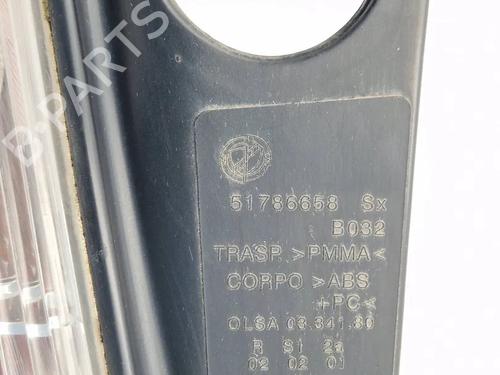 B-PARTS
51786658 Sx
B032
TRASP. >PMMA<
CORPO >ABS
+PC<
OLSA 03.341.80
R S1 2a
02 02 01